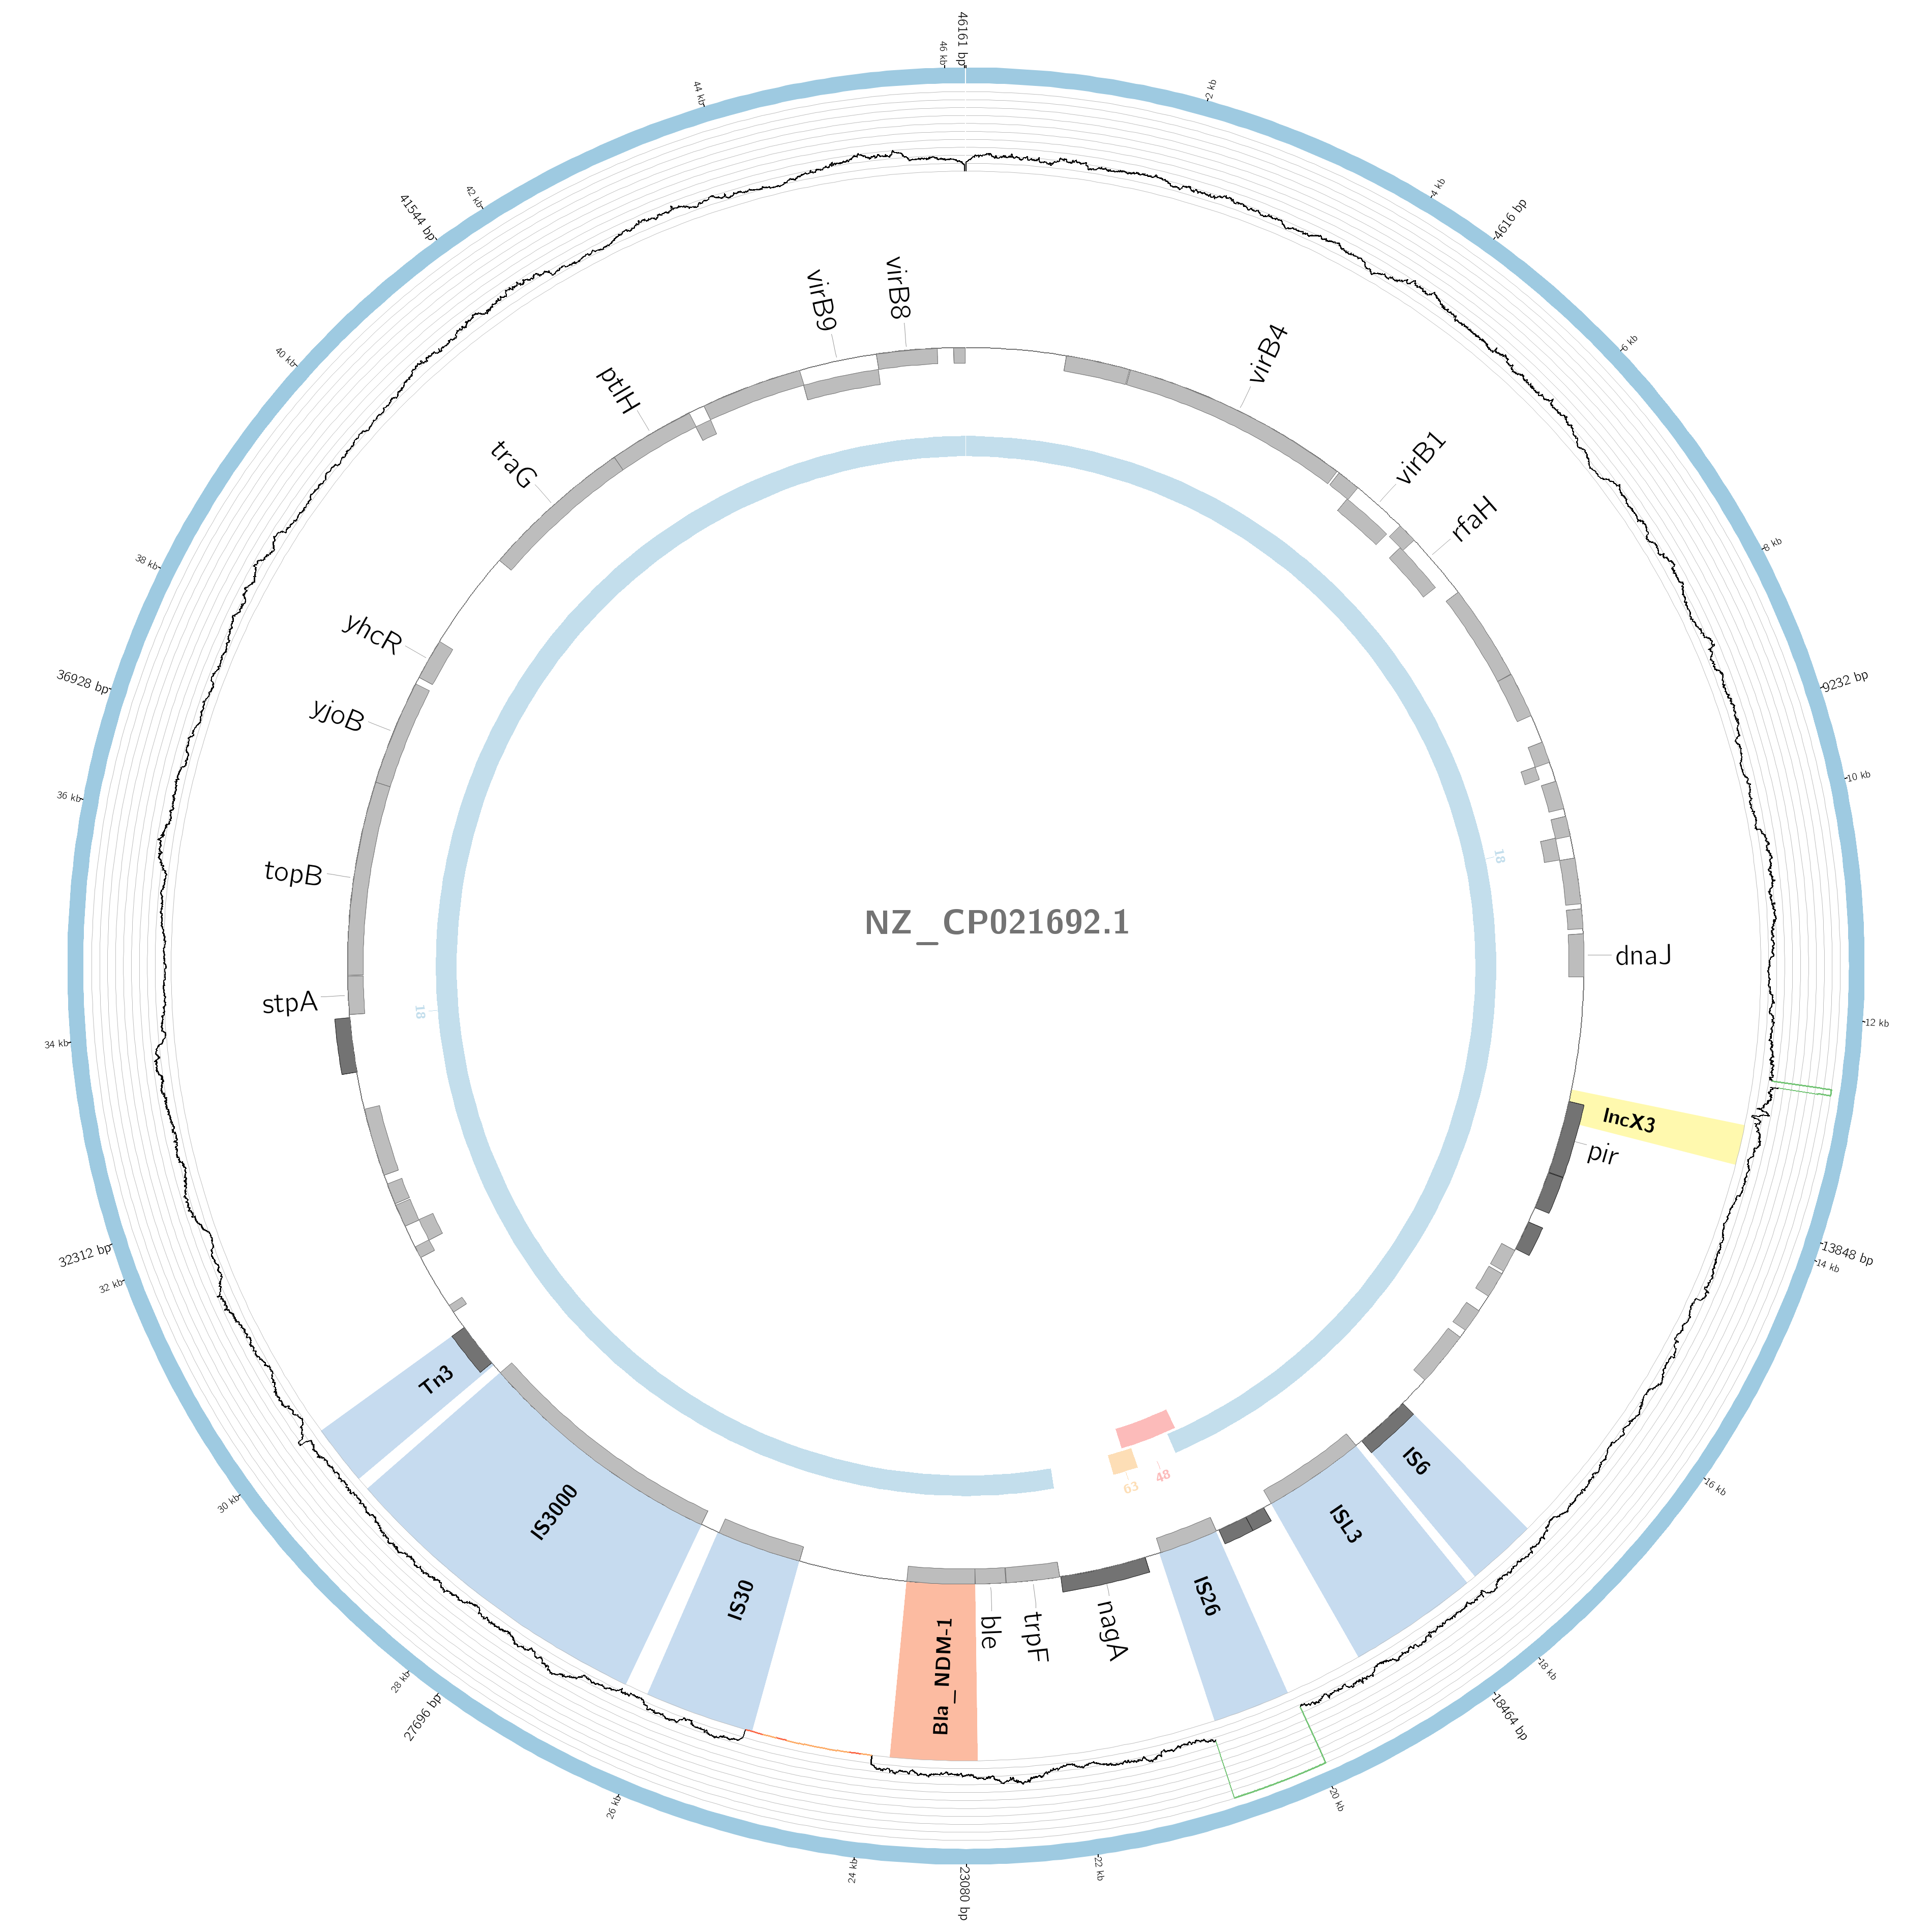 46161 bp
2 kb
4 kb
4616 bp
6 kb
8 kb
9232 bp
10 kb
12 kb
13848 bp
14 kb
16 kb
18 kb
18464 bp
20 kb
22 kb
23080 bp
24 kb
26 kb
27696 bp
28 kb
30 kb
32 kb
32312 bp
34 kb
36 kb
36928 bp
38 kb
40 kb
41544 bp
42 kb
44 kb
46 kb
virB4
virB1
rfaH
dnaJ
IncX3
pir
IS6
ISL3
IS26
nagA
trpF
ble
Bla_NDM-1
IS30
IS3000
Tn3
stpA
topB
yjoB
yhcR
traG
ptlH
virB9
virB8
18
48
63
18
NZ_CP021692.1